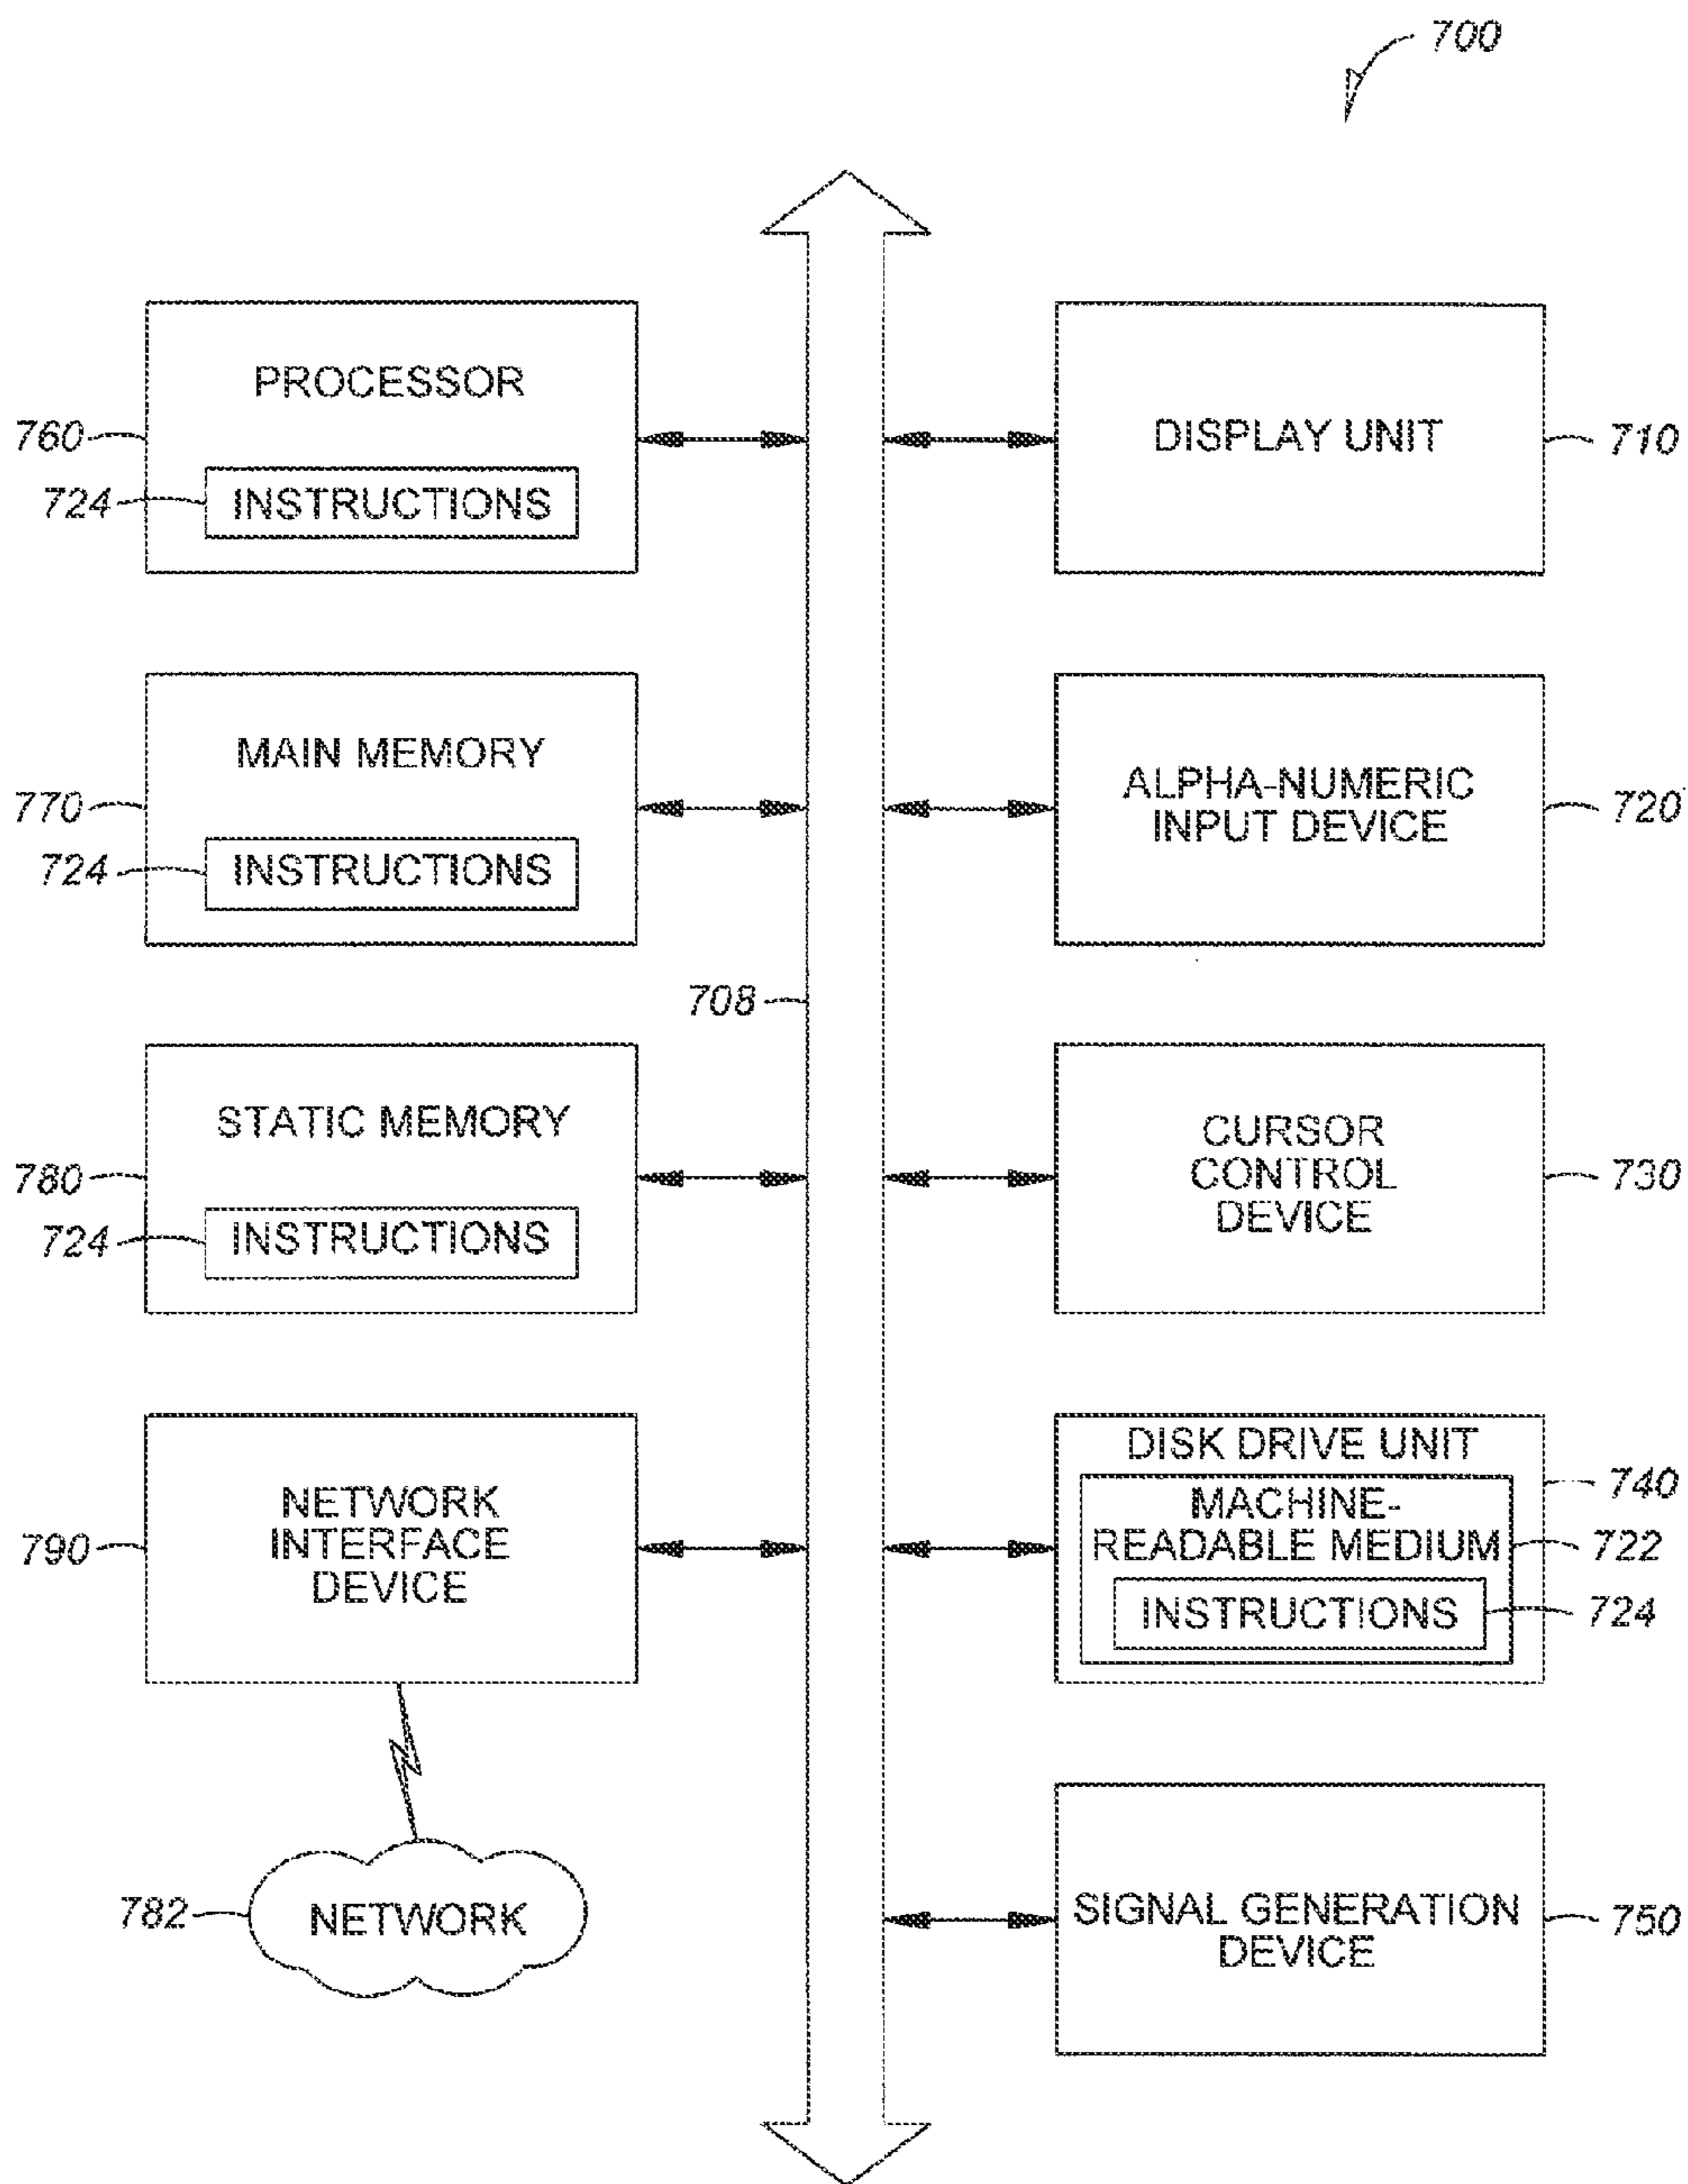 700
PROCESSOR
760
724
INSTRUCTIONS
DISPLAY UNIT
710
MAIN MEMORY
770
724
INSTRUCTIONS
ALPHA-NUMERIC
INPUT DEVICE
720
708
STATIC MEMORY
780
724
INSTRUCTIONS
CURSOR
CONTROL
DEVICE
730
NETWORK
INTERFACE
DEVICE
790
DISK DRIVE UNIT
740
MACHINE-
READABLE MEDIUM
722
INSTRUCTIONS
724
782
NETWORK
SIGNAL GENERATION
DEVICE
750